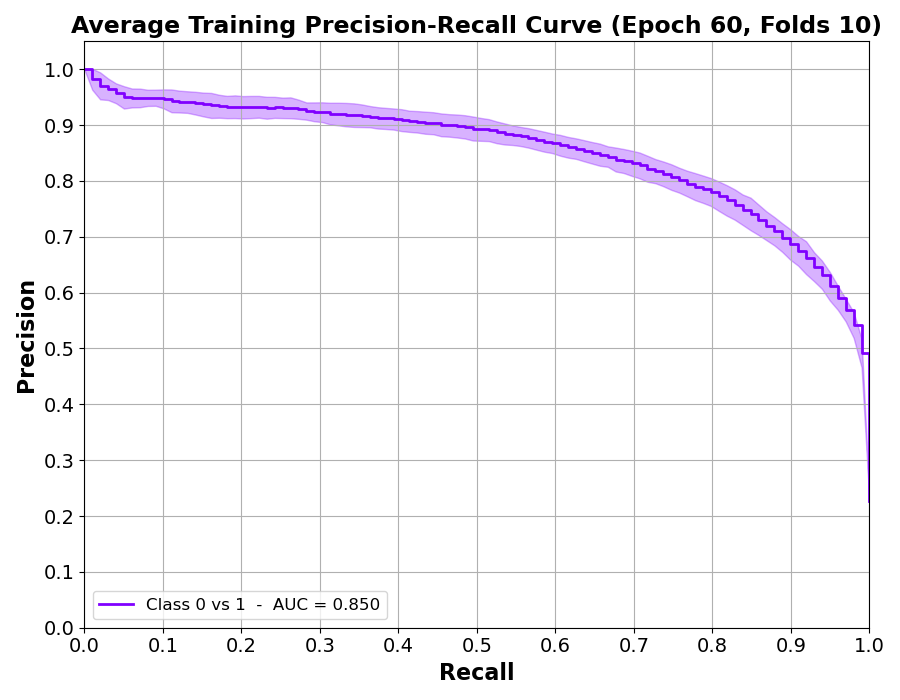 Average Training Precision-Recall Curve (Epoch 60, Folds 10)
Precision
1.0
0.9
0.8
0.7
0.6
0.5
0.4
0.3
0.2
0.1
0.0
Class 0 vs 1 - AUC = 0.850
0.0 0.1 0.2 0.3 0.4 0.5 0.6 0.7 0.8 0.9 1.0
Recall